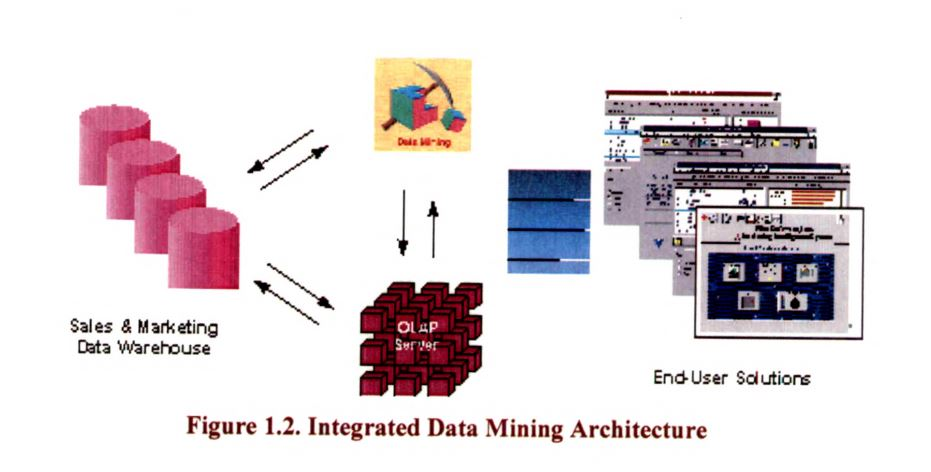 Data Mining
Sales & Marketing
Data Warehouse
OLAP
Server
End-User Solutions
Figure 1.2. Integrated Data Mining Architecture